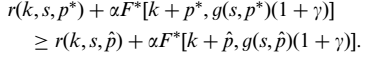 r(k, s, p*) + αF*[k + p*, g(s, p*)(1 + γ)]
≥ r(k, s, p̂) + αF*[k + p̂, g(s, p̂)(1 + γ)].